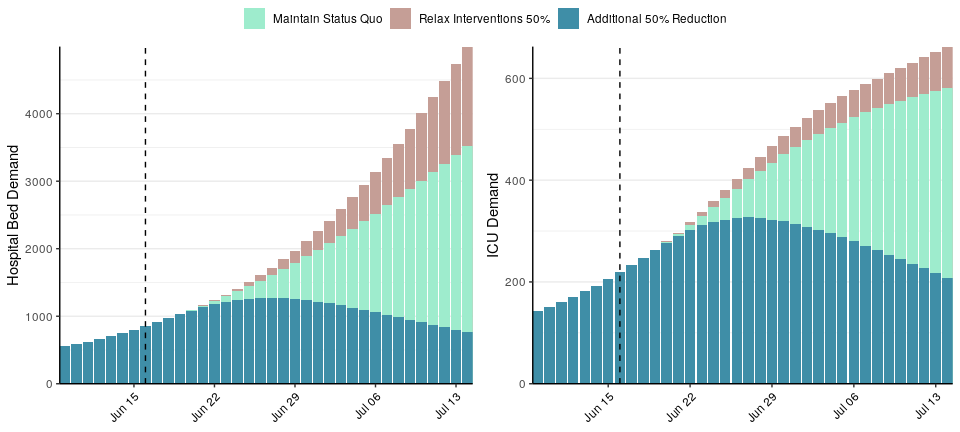 Maintain Status Quo Relax Interventions 50% Additional 50% Reduction
Hospital Bed Demand
4000
3000
2000
1000
0
Jun 15 Jun 22 Jun 29 Jul 06 Jul 13
ICU Demand
600
400
200
0
Jun 15 Jun 22 Jun 29 Jul 06 Jul 13